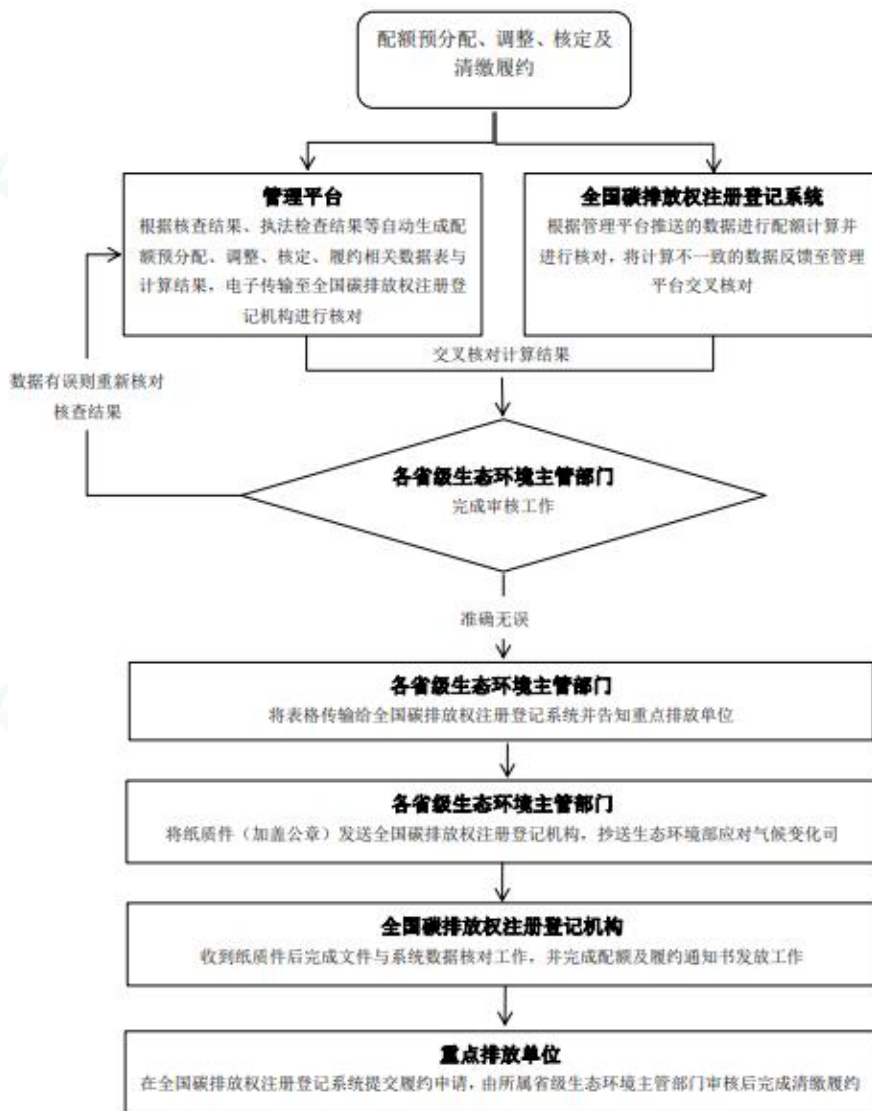 配额预分配、调整、核定及
清缴履约
管理平台
根据核查结果、执法检查结果等自动生成配
额预分配、调整、核定、履约相关数据表与
计算结果，电子传输至全国碳排放权注册登
记机构进行核对
全国碳排放权注册登记系统
根据管理平台推送的数据进行配额计算并
进行核对，将计算不一致的数据反馈至管理
平台交叉核对
交叉核对计算结果
数据有误则重新核对
核查结果
各省级生态环境主管部门
完成审核工作
准确无误
各省级生态环境主管部门
将表格传输给全国碳排放权注册登记系统并告知重点排放单位
各省级生态环境主管部门
将纸质件（加盖公章）发送全国碳排放权注册登记机构，抄送生态环境部应对气候变化司
全国碳排放权注册登记机构
收到纸质件后完成文件与系统数据核对工作，并完成配额及履约通知书发放工作
重点排放单位
在全国碳排放权注册登记系统提交履约申请，由所属省级生态环境主管部门审核后完成清缴履约